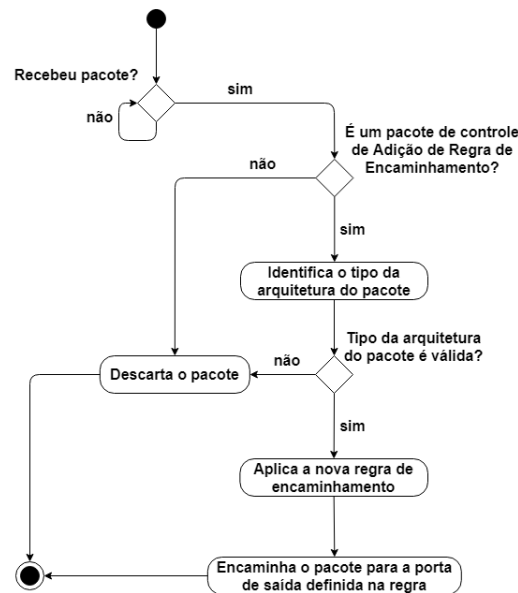 Recebeu pacote?
sim
não
É um pacote de controle
de Adição de Regra de
Encaminhamento?
não
sim
Identifica o tipo da
arquitetura do pacote
Tipo da arquitetura
do pacote é válida?
não
Descarta o pacote
sim
Aplica a nova regra de
encaminhamento
Encaminha o pacote para a porta
de saída definida na regra